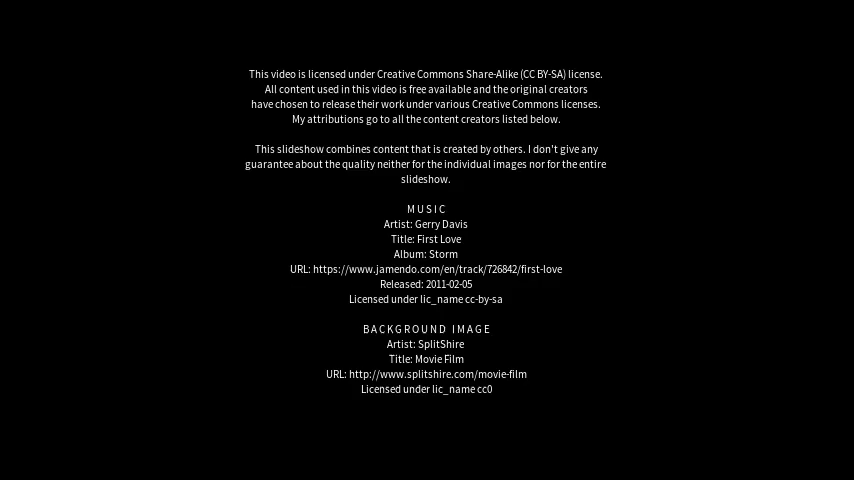 This video is licensed under Creative Commons Share-Alike (CC BY-SA) license.
All content used in this video is free available and the original creators
have chosen to release their work under various Creative Commons licenses.
My attributions go to all the content creators listed below.
This slideshow combines content that is created by others. I don't give any
guarantee about the quality neither for the individual images nor for the entire
slideshow.
MUSIC
Artist: Gerry Davis
Title: First Love
Album: Storm
URL: https://www.jamendo.com/en/track/726842/first-love
Released: 2011-02-05
Licensed under lic_name cc-by-sa
BACKGROUND IMAGE
Artist: SplitShire
Title: Movie Film
URL: http://www.splitshire.com/movie-film
Licensed under lic_name cc0